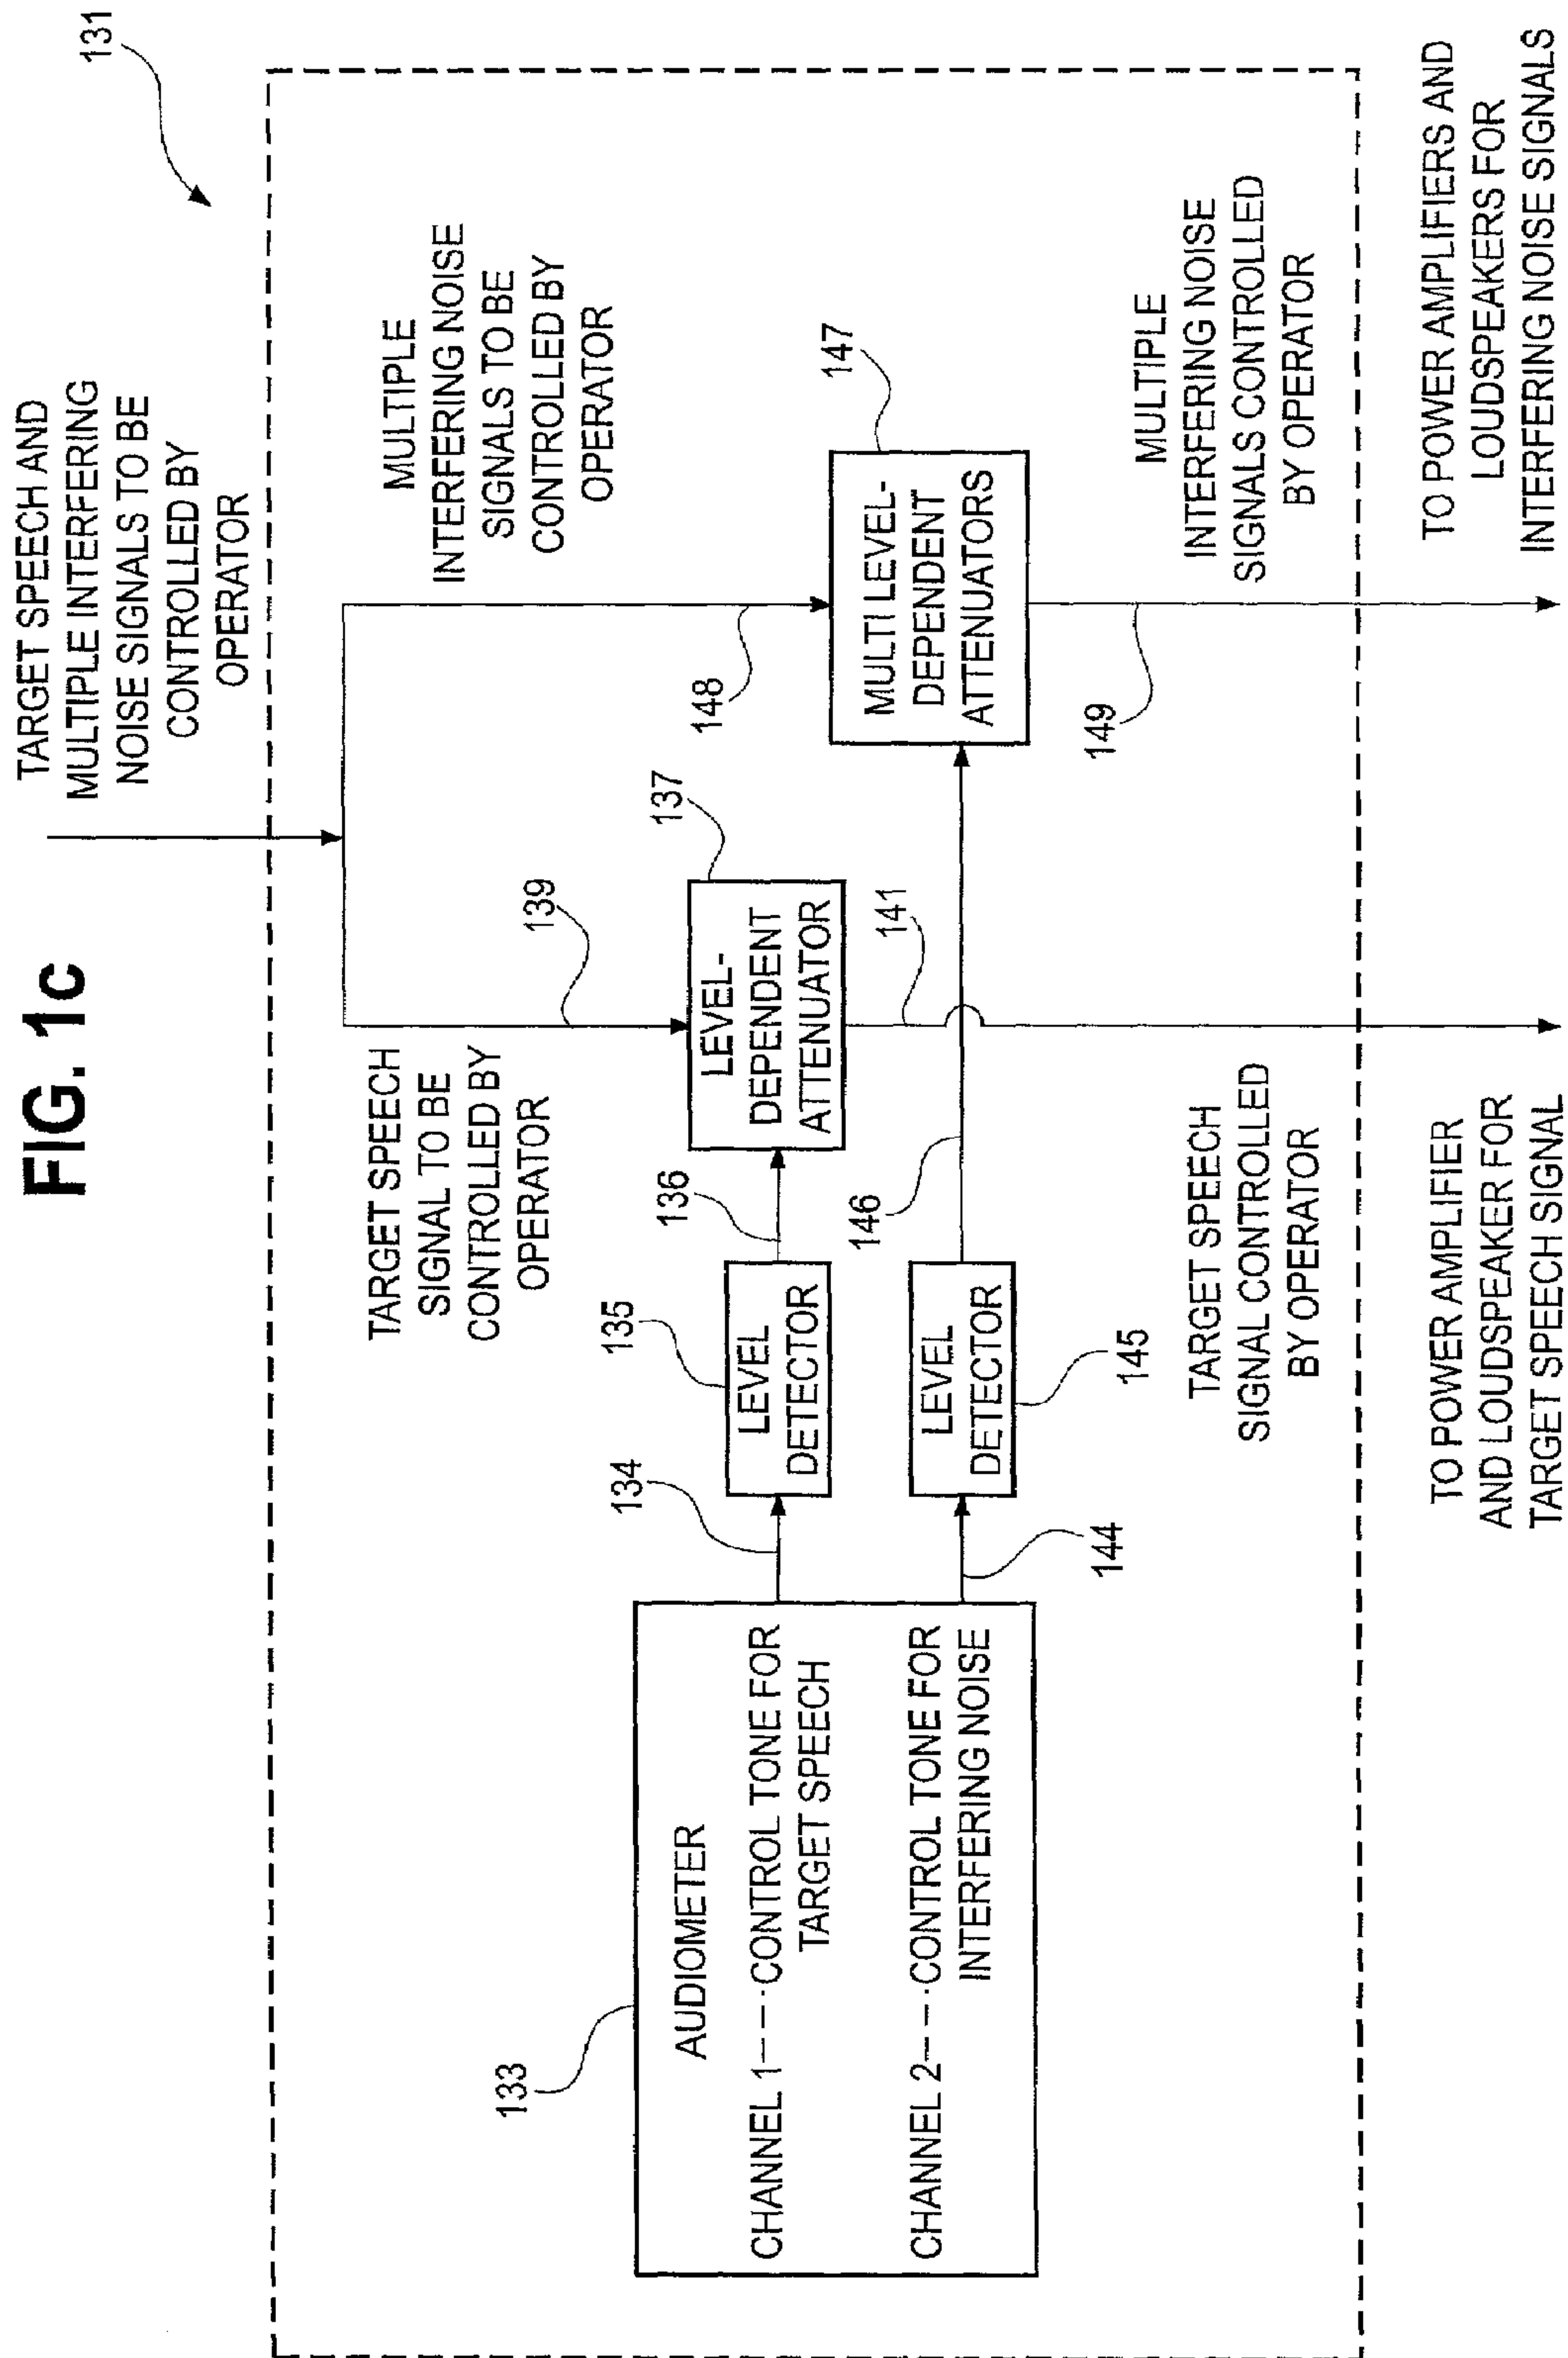 FIG. 1c
131
TARGET SPEECH AND
MULTIPLE INTERFERING
NOISE SIGNALS TO BE
CONTROLLED BY
OPERATOR
TARGET SPEECH
SIGNAL TO BE
CONTROLLED BY
OPERATOR
139
MULTIPLE
INTERFERING NOISE
SIGNALS TO BE
CONTROLLED BY
OPERATOR
148
133
AUDIOMETER
CHANNEL 1----CONTROL TONE FOR
TARGET SPEECH
CHANNEL 2----CONTROL TONE FOR
INTERFERING NOISE
134
135
LEVEL
DETECTOR
136
137
LEVEL-
DEPENDENT
ATTENUATOR
141
144
LEVEL
DETECTOR
145
146
147
MULTI LEVEL-
DEPENDENT
ATTENUATORS
149
TARGET SPEECH
SIGNAL CONTROLLED
BY OPERATOR
MULTIPLE
INTERFERING NOISE
SIGNALS CONTROLLED
BY OPERATOR
TO POWER AMPLIFIER
AND LOUDSPEAKER FOR
TARGET SPEECH SIGNAL
TO POWER AMPLIFIERS AND
LOUDSPEAKERS FOR
INTERFERING NOISE SIGNALS